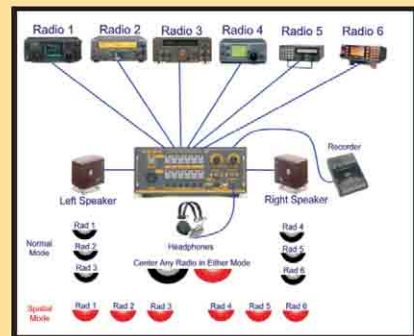 Radio 1 Radio 2 Radio 3 Radio 4 Radio 5 Radio 6
Recorder
Left Speaker Right Speaker
Headphones
Normal Mode
Rad 1
Rad 2
Rad 3
Center Any Radio in Either Mode
Rad 4
Rad 5
Rad 6
Spatial Mode
Rad 1 Rad 2 Rad 3 Rad 4 Rad 5 Rad 6